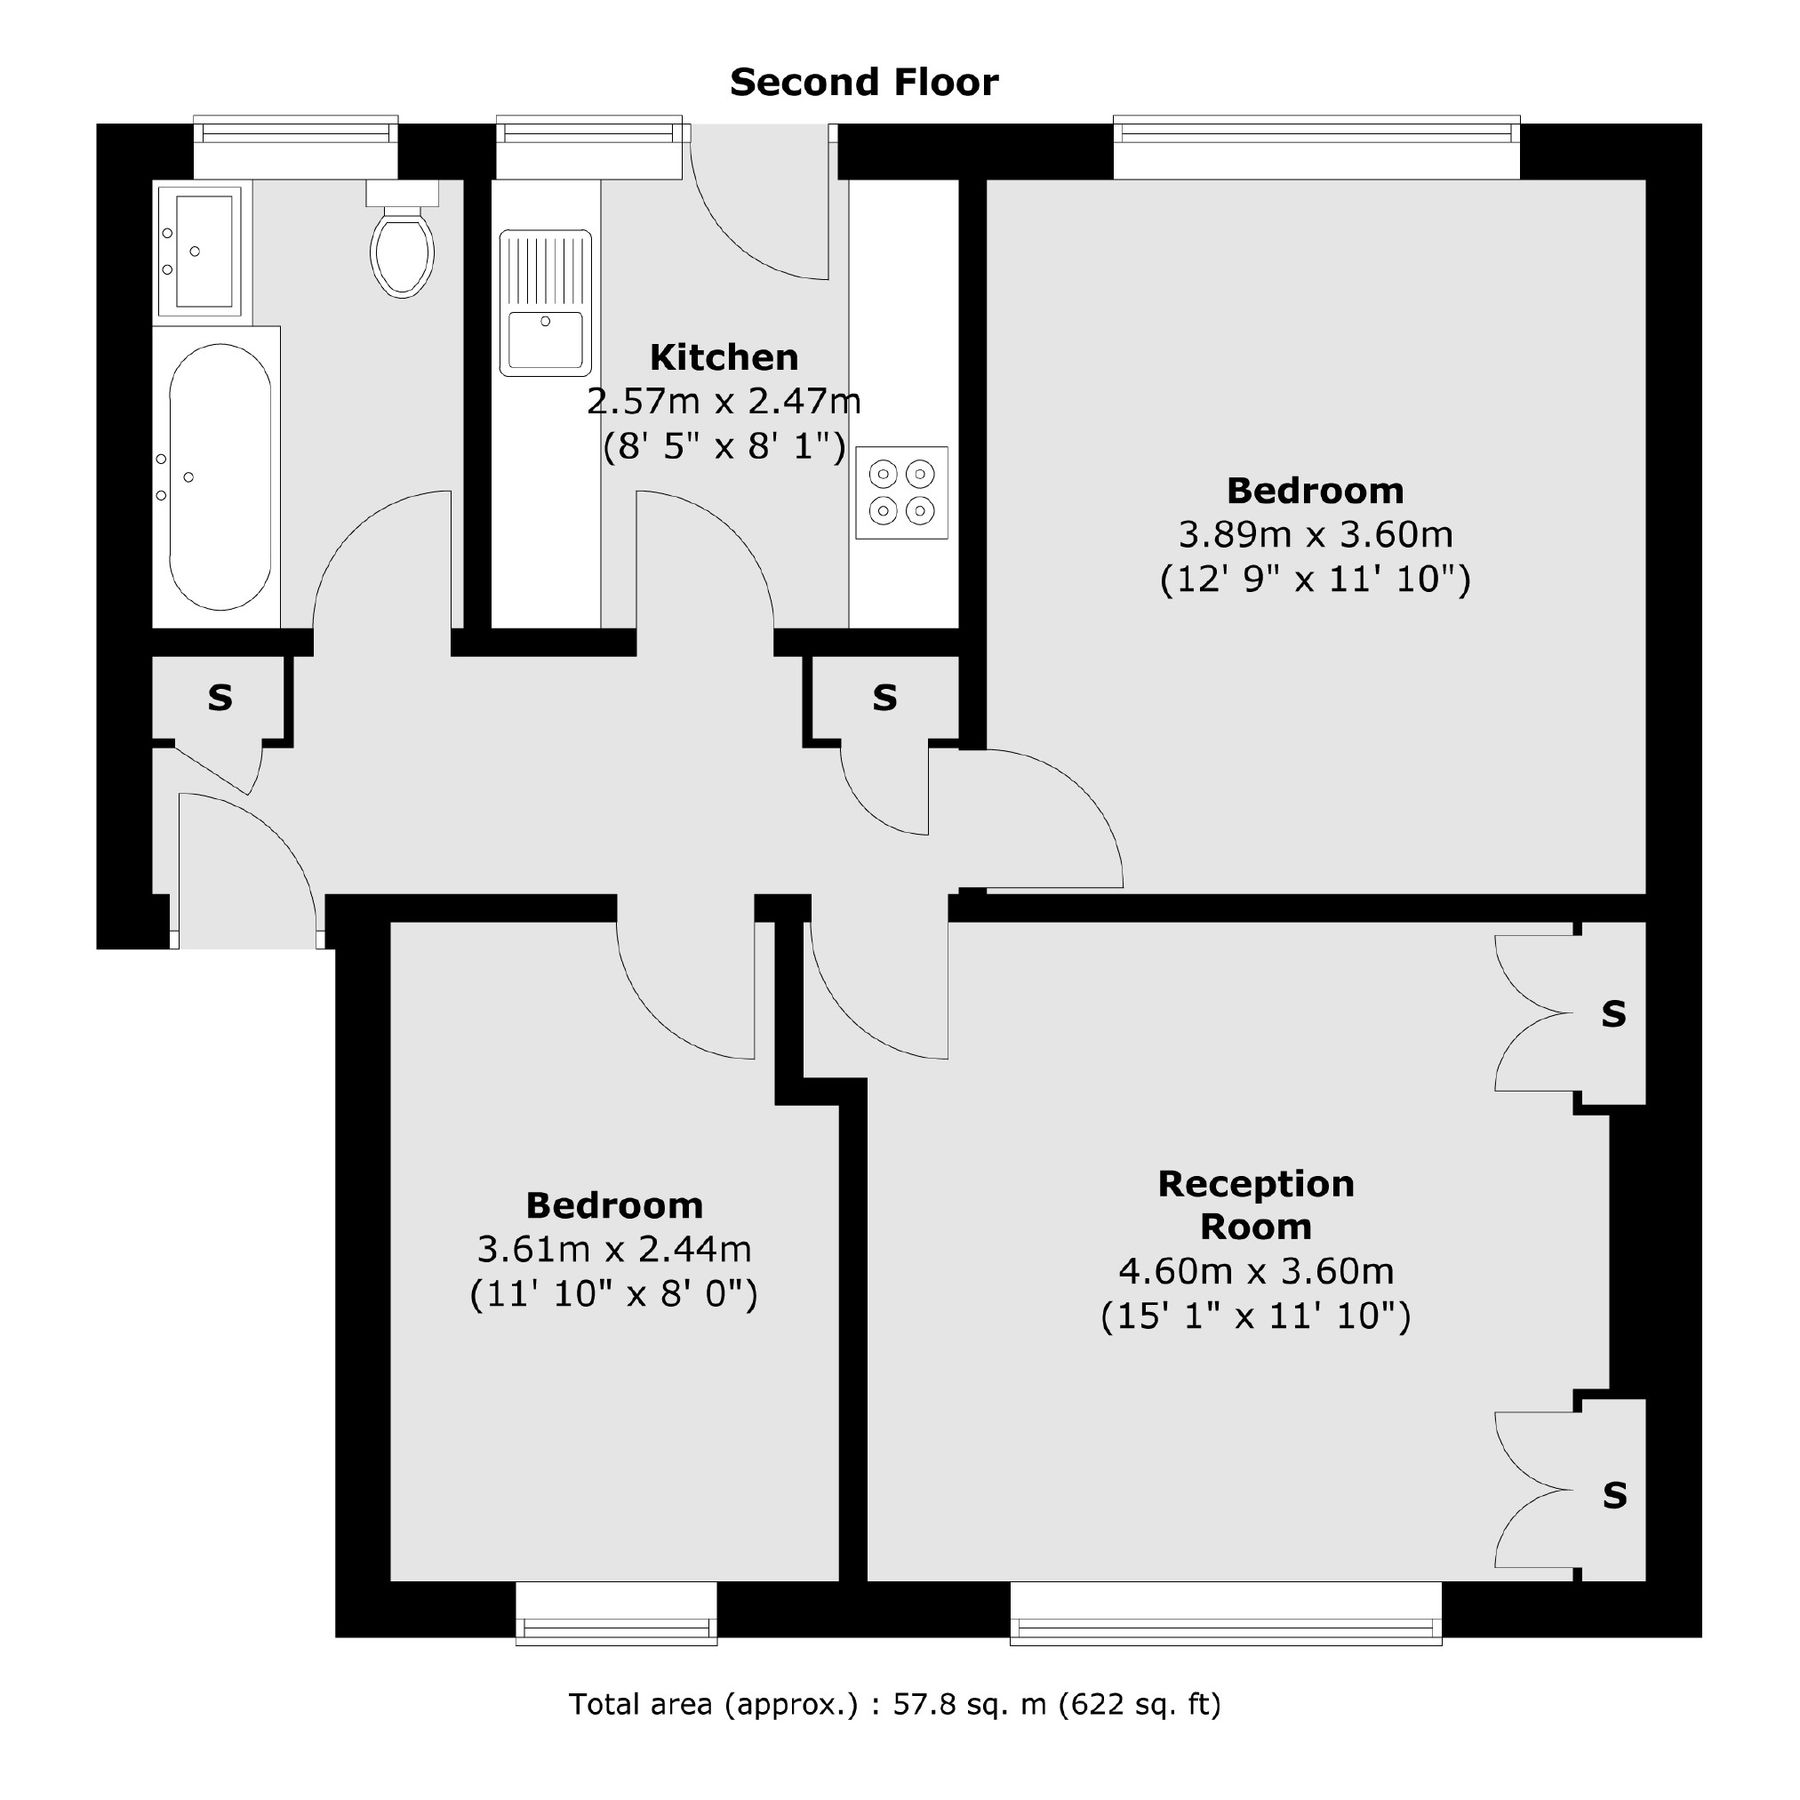 Second Floor
Kitchen
2.57m x 2.47m
(8' 5" x 8' 1")
Bedroom
3.89m x 3.60m
(12' 9" x 11' 10")
S
S
S
Bedroom
3.61m x 2.44m
(11' 10" x 8' 0")
Reception
Room
4.60m x 3.60m
(15' 1" x 11' 10")
S
Total area (approx.) : 57.8 sq. m (622 sq. ft)